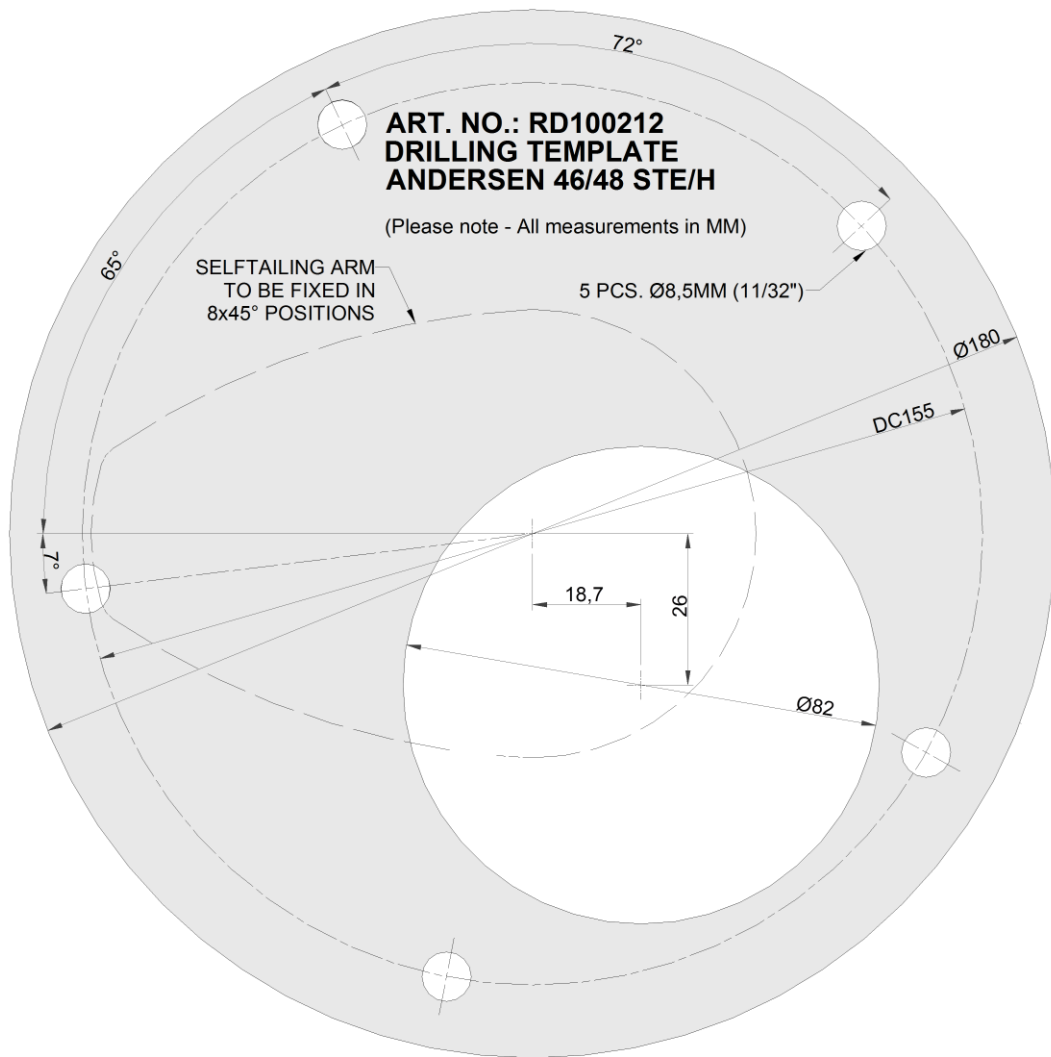 72°
ART. NO.: RD100212
DRILLING TEMPLATE
ANDERSEN 46/48 STE/H
(Please note - All measurements in MM)
65°
SELFTAILING ARM
TO BE FIXED IN
8x45° POSITIONS
5 PCS. Ø8,5MM (11/32")
Ø180
DC155
7°
18,7
26
Ø82